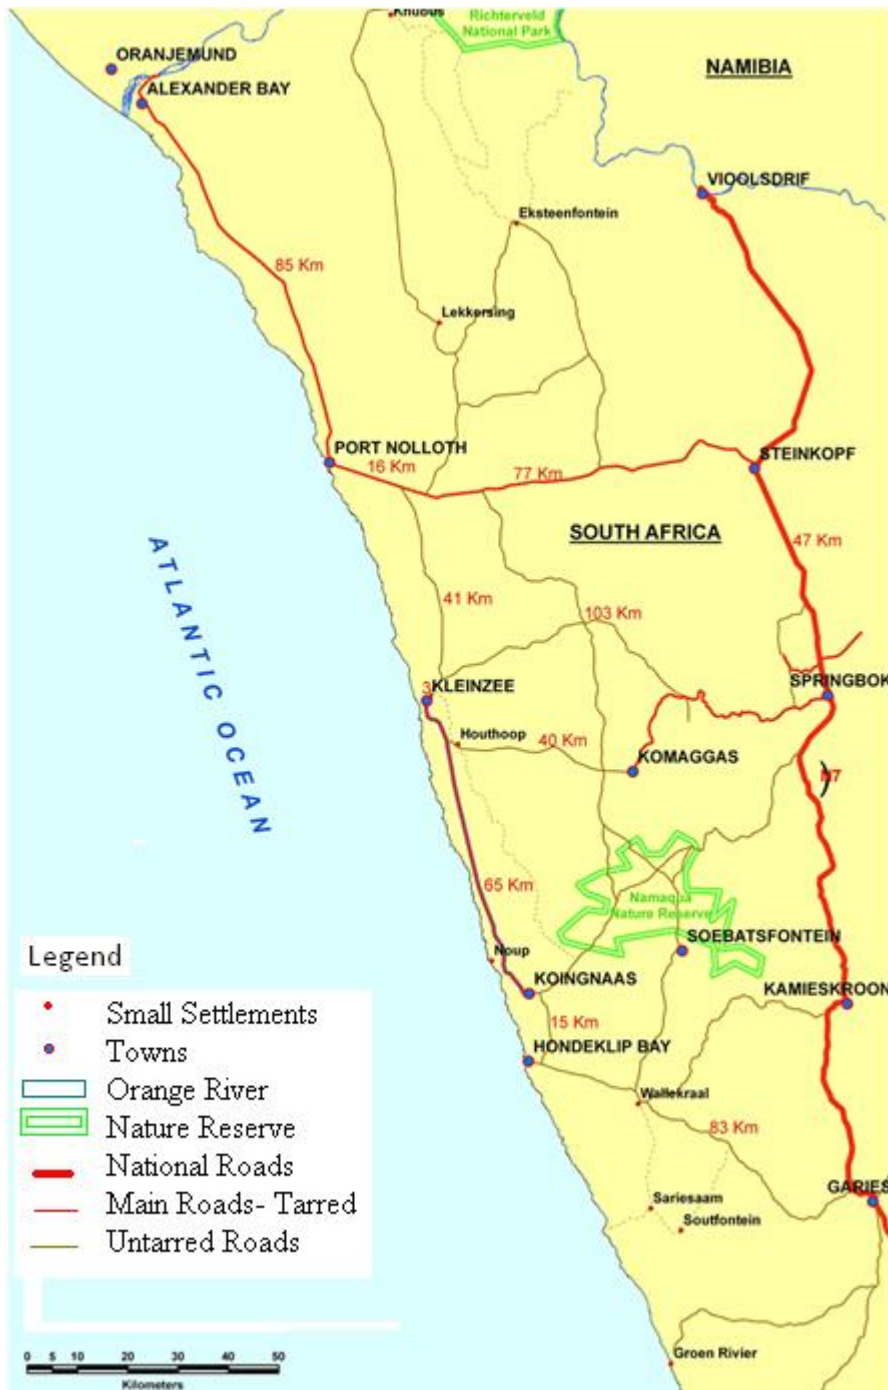 Khubus
Richterveld
National Park
ORANJEMUND
NAMIBIA
ALEXANDER BAY
VIOOLSDRIF
Eksteenfontein
85 Km
Lekkersing
PORT NOLLOTH
16 Km
77 Km
STEINKOPF
SOUTH AFRICA
47 Km
ATLANTIC OCEAN
41 Km
103 Km
3
KLEINZEE
SPRINGBOK
Houthoop
40 Km
KOMAGGAS
N7
65 Km
Namaqua
Nature Reserve
Noup
SOEBATSFONTEIN
KOINGNAAS
KAMIESKROON
15 Km
HONDEKLIP BAY
Wallekraal
83 Km
GARIES
Sariesaam
Soutfontein
Groen Rivier
Legend
Small Settlements
Towns
Orange River
Nature Reserve
National Roads
Main Roads- Tarred
Untarred Roads
0 5 10 20 30 40 50
Kilometers